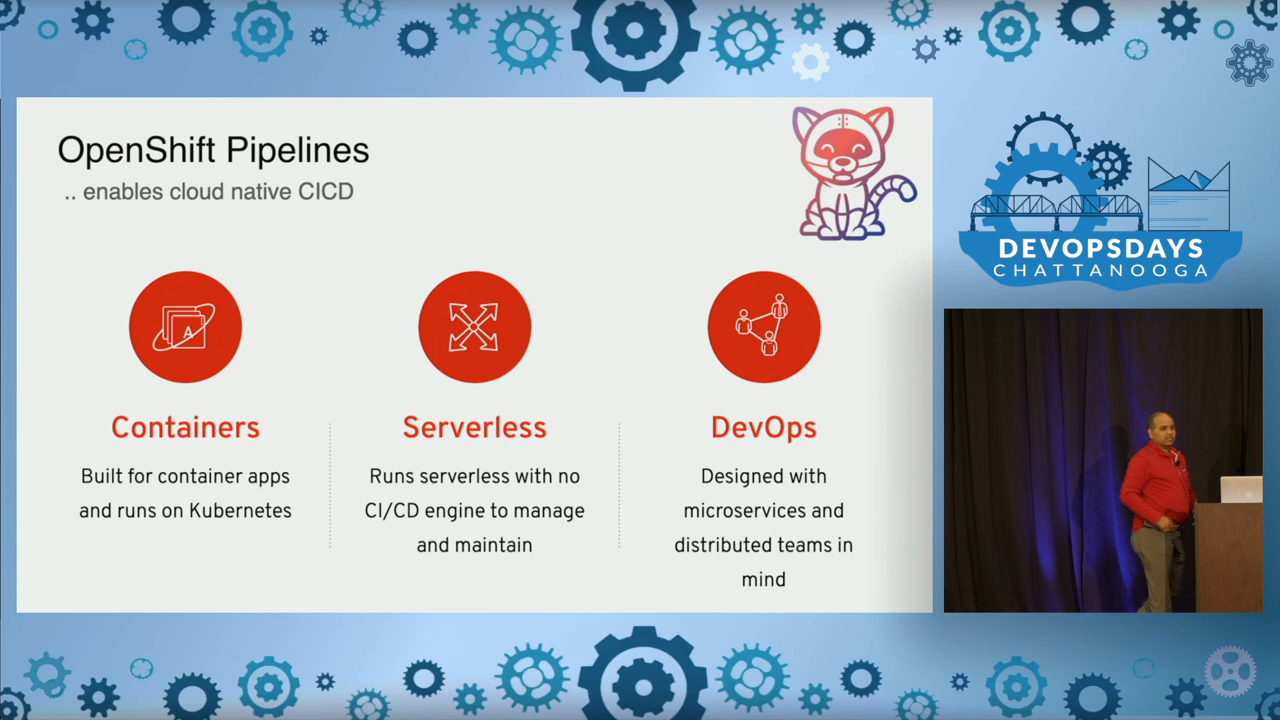 OpenShift Pipelines
.. enables cloud native CICD
A
Containers
Built for container apps
and runs on Kubernetes
Serverless
Runs serverless with no
CI/CD engine to manage
and maintain
DevOps
Designed with
microservices and
distributed teams in
mind
DEVOPSDAYS
CHATTANOOGA